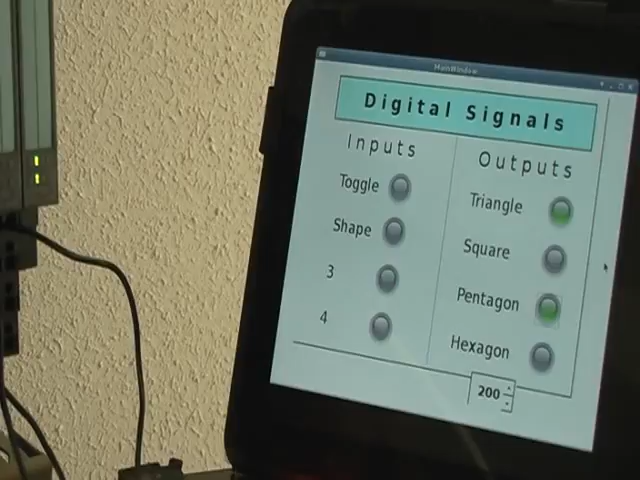 MainWindow
Digital Signals
Inputs
Toggle
Shape
3
4
Outputs
Triangle
Square
Pentagon
Hexagon
200